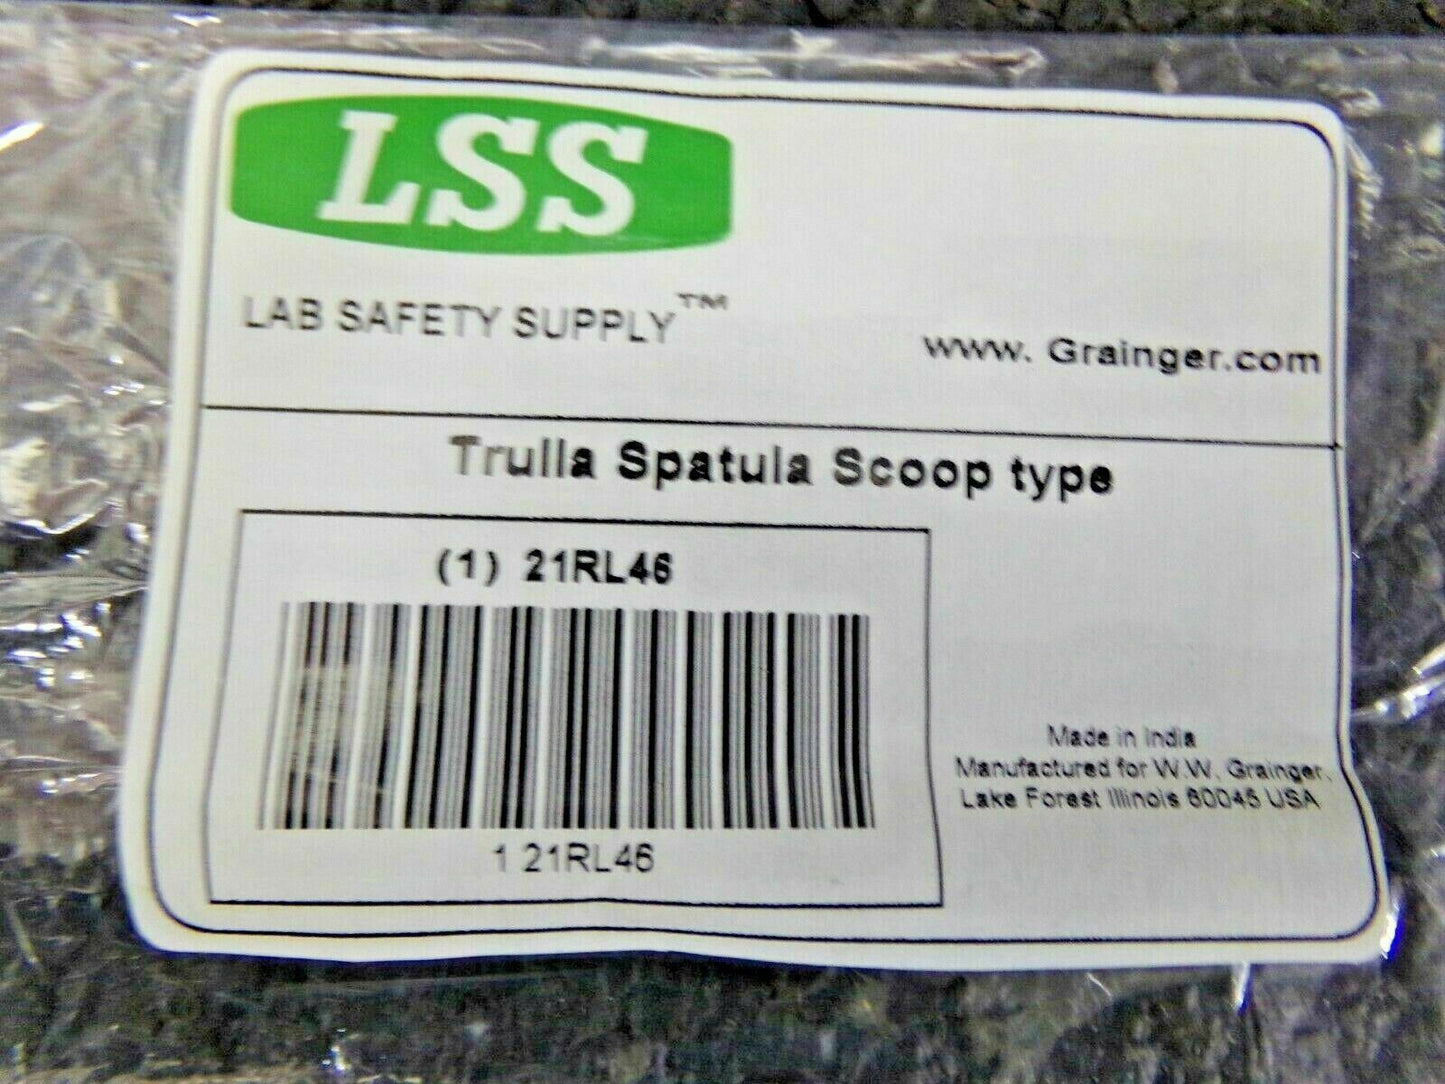 LSS
LAB SAFETY SUPPLY™
www. Grainger.com
Trulla Spatula Scoop type
(1) 21RL46
1 21RL46
Made in India
Manufactured for W.W. Grainger,
Lake Forest Illinois 60045 USA